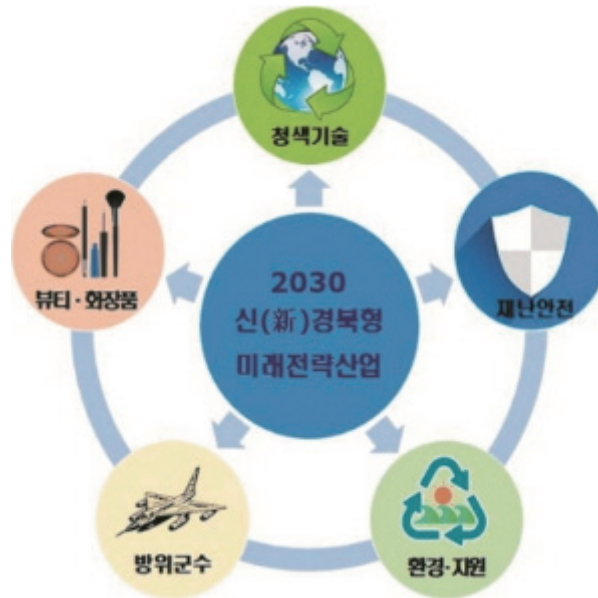 청색기술
뷰티·화장품
재난안전
2030
신(新)경북형
미래전략산업
방위군수
환경·자원